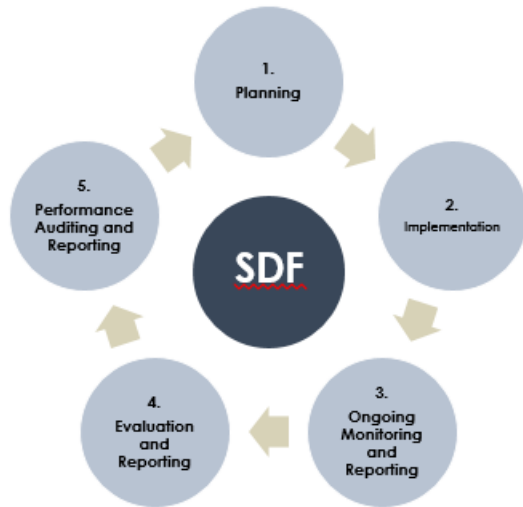 1.
Planning
2.
Implementation
3.
Ongoing
Monitoring
and
Reporting
4.
Evaluation
and
Reporting
5.
Performance
Auditing and
Reporting
SDF